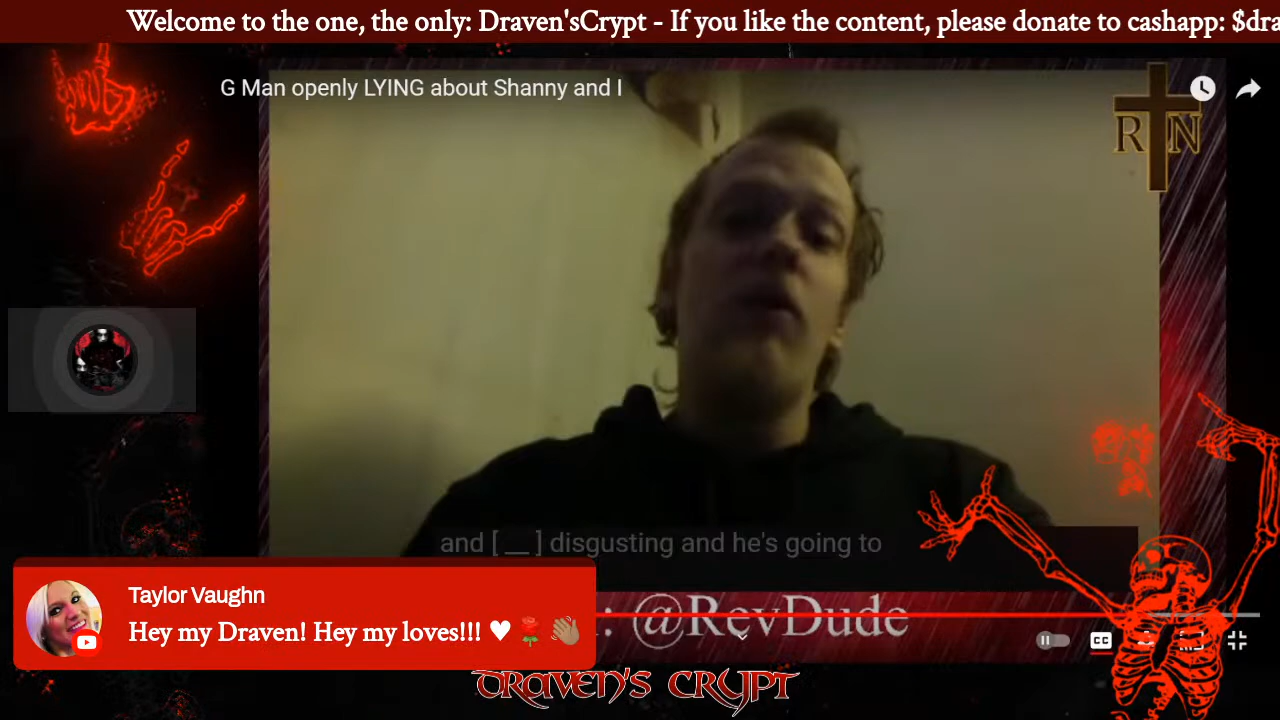 Welcome to the one, the only: Draven'sCrypt - If you like the content, please donate to cashapp: $dra
G Man openly LYING about Shanny and I
R N
and [ __ ] disgusting and he's going to
Taylor Vaughn
Hey my Draven! Hey my loves!!! ♥ 🌹 👋🏽
: @RevDude
CC
DRAVEN'S CRYPT